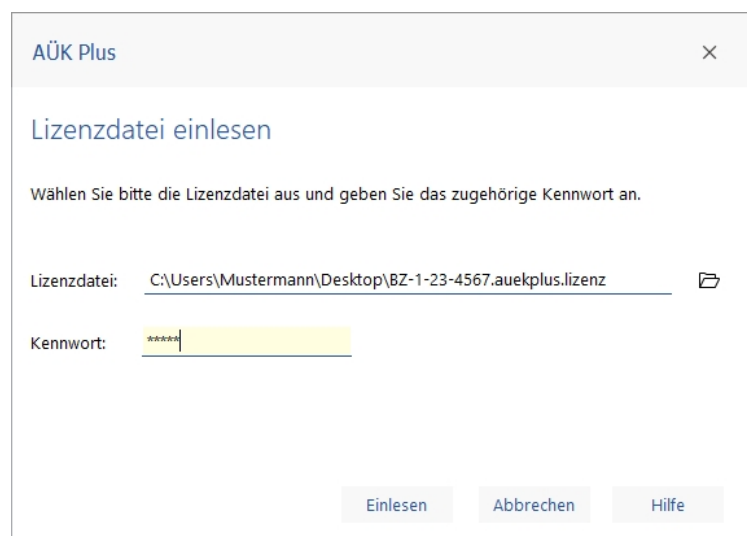 AÜK Plus
Lizenzdatei einlesen
Wählen Sie bitte die Lizenzdatei aus und geben Sie das zugehörige Kennwort an.
Lizenzdatei: C:\Users\Mustermann\Desktop\BZ-1-23-4567.auekplus.lizenz
Kennwort: *****
Einlesen Abbrechen Hilfe